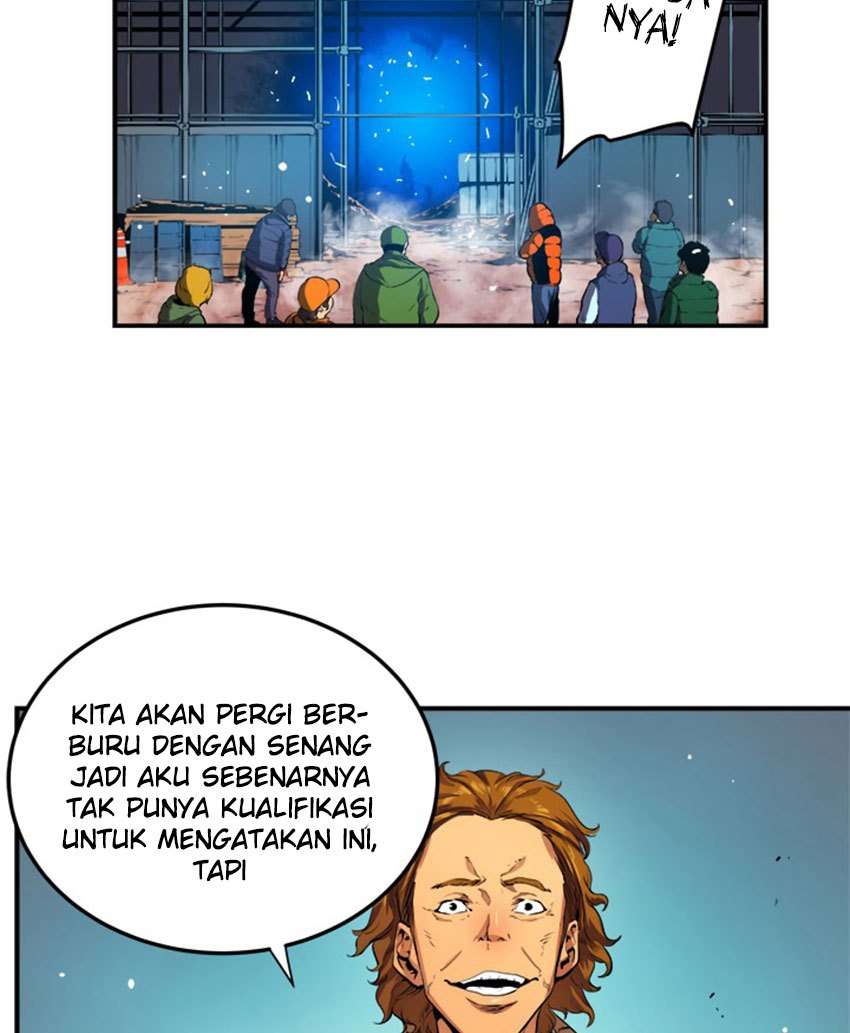 NYA!
KITA AKAN PERGI BER-
BURU DENGAN SENANG
JADI AKU SEBENARNYA
TAK PUNYA KUALIFIKASI
UNTUK MENGATAKAN INI,
TAPI